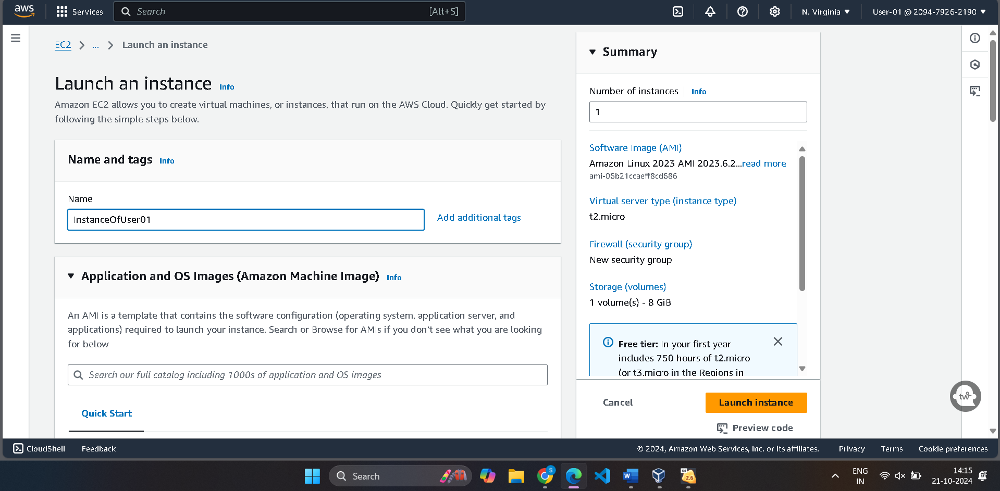 aws
Services
Search
[Alt+S]
N. Virginia
User-01 @ 2094-7926-2190
EC2
...
Launch an instance
Launch an instance Info
Amazon EC2 allows you to create virtual machines, or instances, that run on the AWS Cloud. Quickly get started by
following the simple steps below.
Name and tags Info
Name
InstanceOfUser01
Add additional tags
Application and OS Images (Amazon Machine Image) Info
An AMI is a template that contains the software configuration (operating system, application server, and
applications) required to launch your instance. Search or Browse for AMIs if you don't see what you are looking
for below
Search our full catalog including 1000s of application and OS images
Quick Start
Summary
Number of instances Info
1
Software Image (AMI)
Amazon Linux 2023 AMI 2023.6.2...read more
ami-06b21ccaeff8cd686
Virtual server type (instance type)
t2.micro
Firewall (security group)
New security group
Storage (volumes)
1 volume(s) - 8 GiB
Free tier: In your first year
includes 750 hours of t2.micro
(or t3.micro in the Regions in
Cancel
Launch instance
Preview code
CloudShell
Feedback
© 2024, Amazon Web Services, Inc. or its affiliates.
Privacy
Terms
Cookie preferences
Search
S
64
2.6
ENG
IN
14:15
21-10-2024